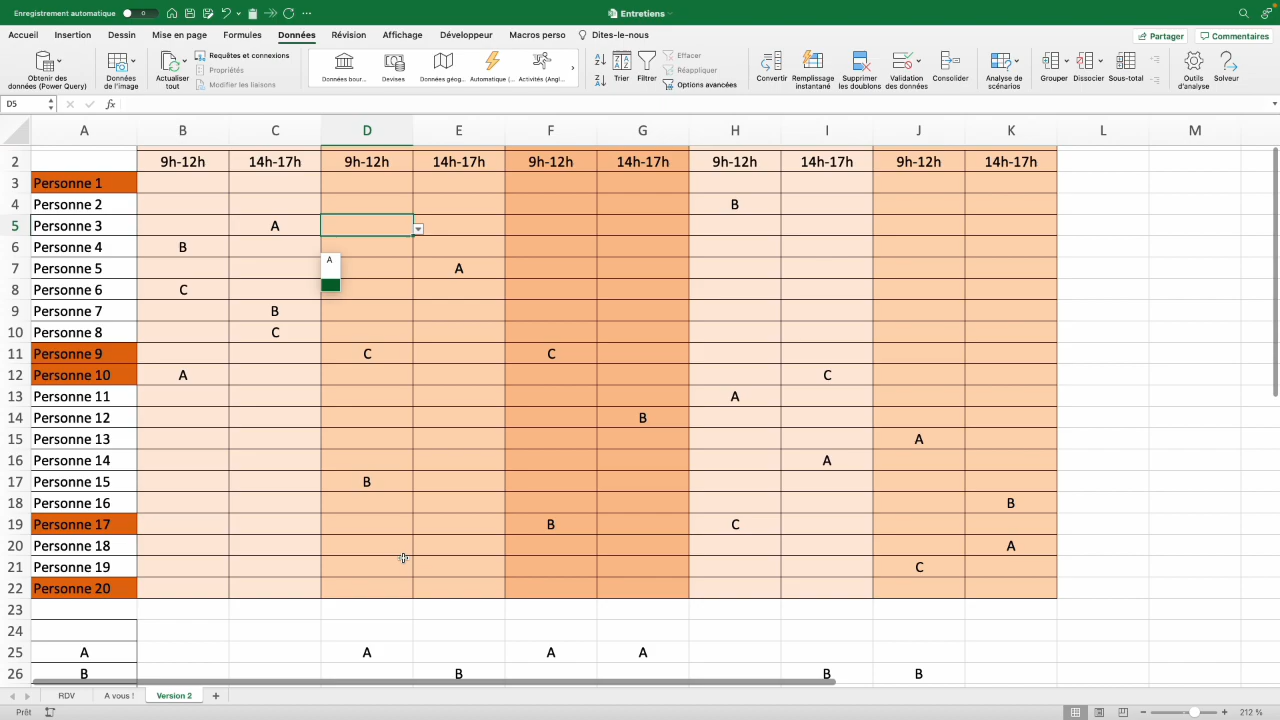 Enregistrement automatique
Entretiens
Accueil Insertion Dessin Mise en page Formules Données Révision Affichage Développeur Macros perso Dites-le-nous
Partager Commentaires
Obtenir des données (Power Query)
Données de l'image
Actualiser tout
Requêtes et connexions
Propriétés
Modifier les liaisons
Données bour... Devises Données géog... Automatique (... Activités (Angl...
Trier
Filtrer
Effacer
Réappliquer
Options avancées
Convertir
Remplissage instantané
Supprimer les doublons
Validation des données
Consolider
Analyse de scénarios
Grouper Dissocier Sous-total
Outils d'analyse
Solveur
D5 fx
A B C D E F G H I J K L M
2 9h-12h 14h-17h 9h-12h 14h-17h 9h-12h 14h-17h 9h-12h 14h-17h 9h-12h 14h-17h
3 Personne 1
4 Personne 2 B
5 Personne 3 A
6 Personne 4 B
A
7 Personne 5 A
8 Personne 6 C
9 Personne 7 B
10 Personne 8 C
11 Personne 9 C C
12 Personne 10 A C
13 Personne 11 A
14 Personne 12 B
15 Personne 13 A
16 Personne 14 A
17 Personne 15 B
18 Personne 16 B
19 Personne 17 B C
20 Personne 18 A
21 Personne 19 C
22 Personne 20
23
24
25 A A A A
26 B B B B
RDV A vous ! Version 2
Prêt 212 %